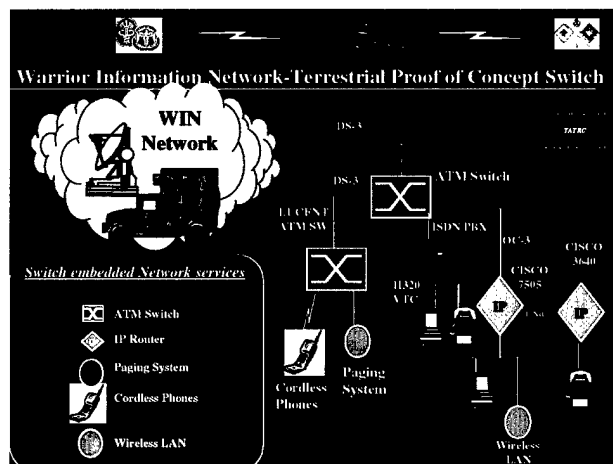 Warrior Information Network-Terrestrial Proof of Concept Switch
WIN
Network
DS-3
TATRC
DS-3
ATM Switch
LUCENT
ATM SW
ISDN PBX
OC-3
CISCO
3640
CISCO
7505
H320
VTC
IP
IP
Cordless
Phones
Paging
System
Wireless
LAN
Switch embedded Network services
ATM Switch
IP Router
Paging System
Cordless Phones
Wireless LAN